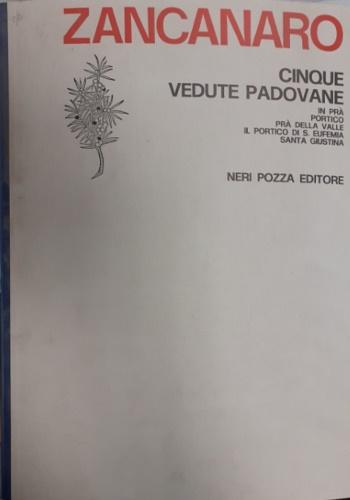 ZANCANARO
CINQUE
VEDUTE PADOVANE
IN PRÀ
PORTICO
PRÀ DELLA VALLE
IL PORTICO DI S. EUFEMIA
SANTA GIUSTINA
NERI POZZA EDITORE